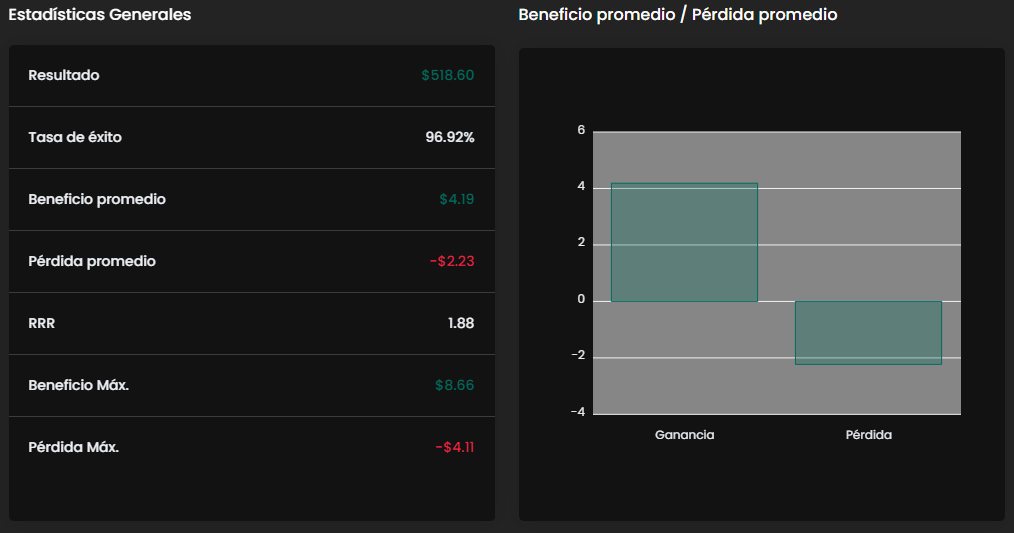 Estadísticas Generales
Resultado $518.60
Tasa de éxito 96.92%
Beneficio promedio $4.19
Pérdida promedio -$2.23
RRR 1.88
Beneficio Máx. $8.66
Pérdida Máx. -$4.11
Beneficio promedio / Pérdida promedio
6
4
2
0
-2
-4
Ganancia Pérdida